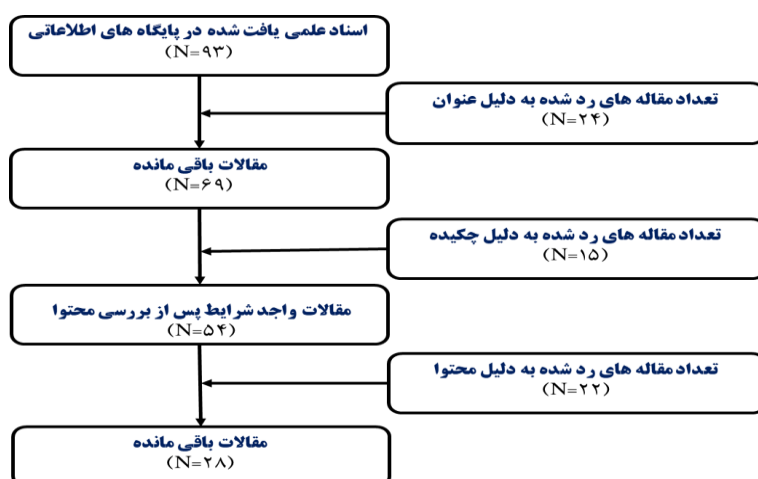 اسناد علمی یافت شده در پایگاه های اطلاعاتی
(N=۹۳)
تعداد مقاله های رد شده به دلیل عنوان
(N=۲۴)
مقالات باقی مانده
(N=۶۹)
تعداد مقاله های رد شده به دلیل چکیده
(N=۱۵)
مقالات واجد شرایط پس از بررسی محتوا
(N=۵۴)
تعداد مقاله های رد شده به دلیل محتوا
(N=۲۲)
مقالات باقی مانده
(N=۲۸)